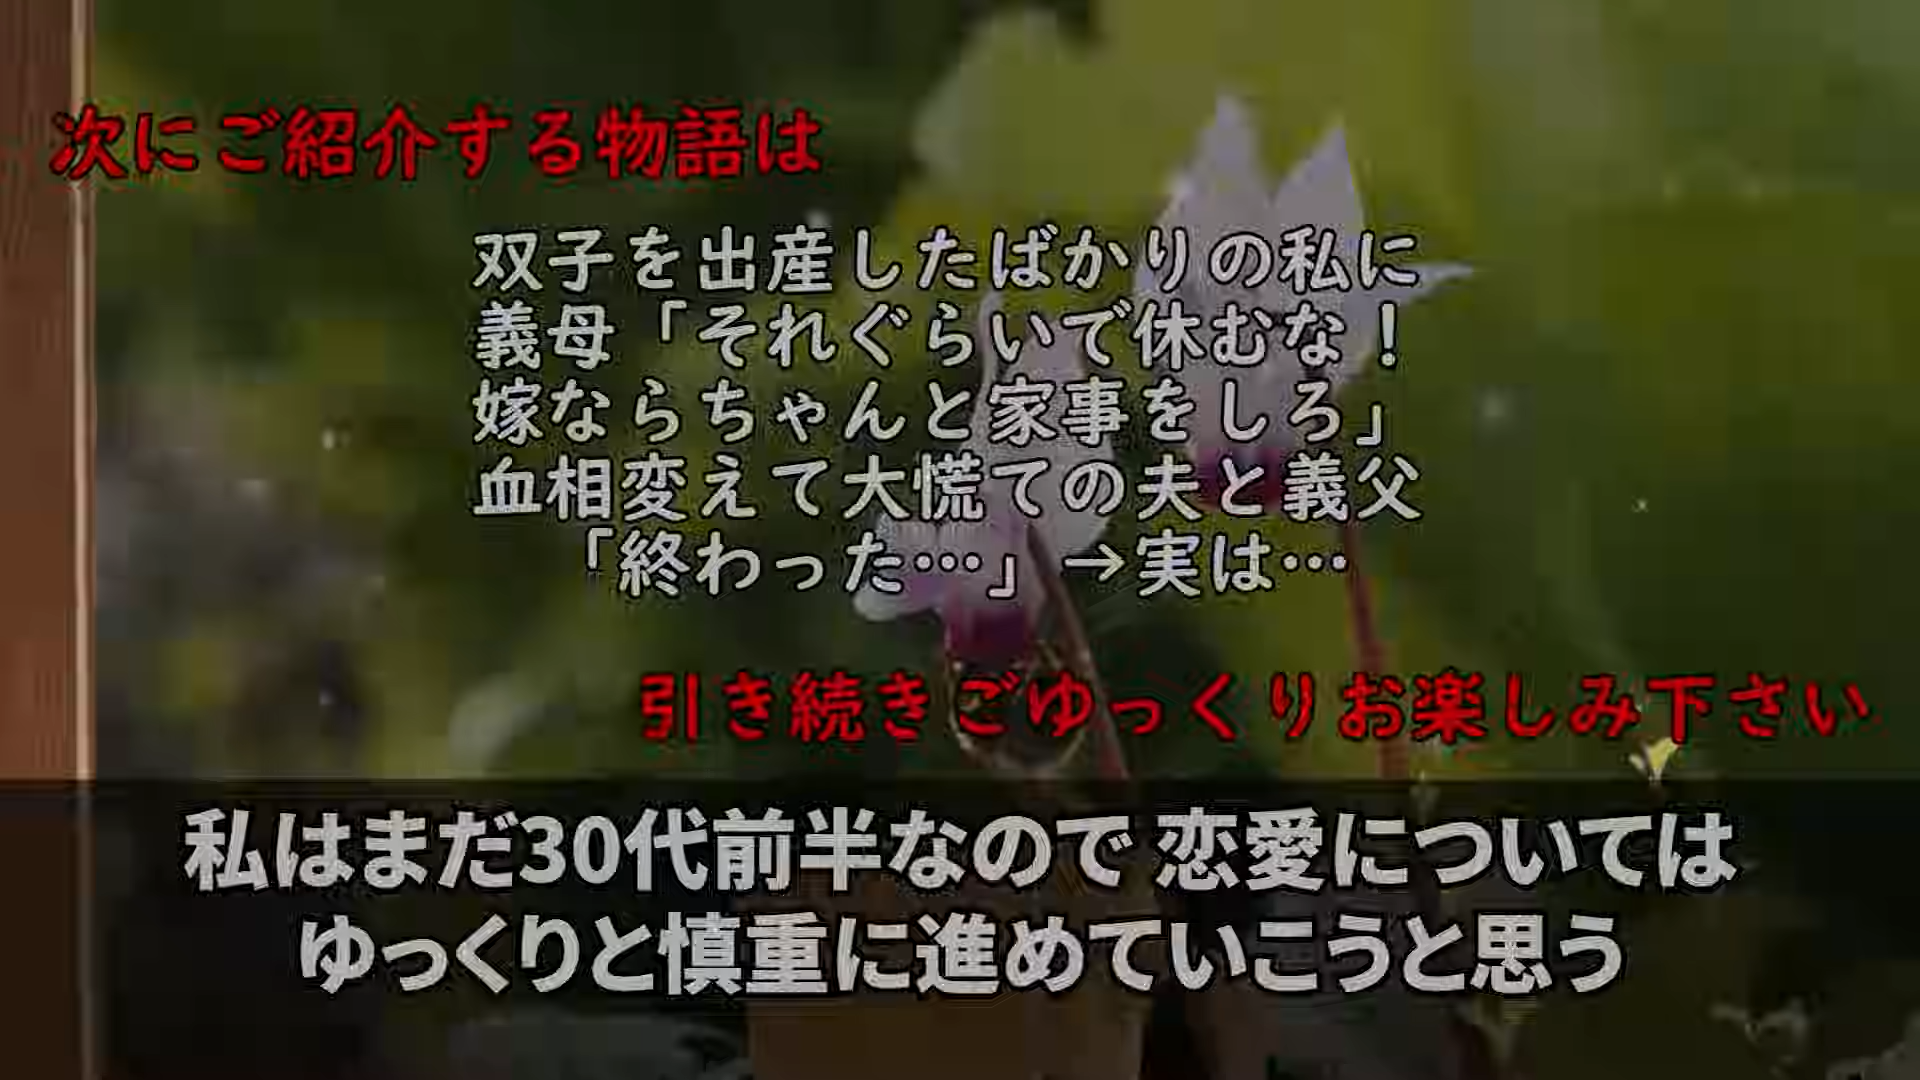 次にご紹介する物語は
双子を出産したばかりの私に
義母「それぐらいで休むな！
嫁ならちゃんと家事をしろ」
血相変えて大慌ての夫と義父
「終わった…」→実は…
引き続きごゆっくりお楽しみ下さい
私はまだ30代前半なので 恋愛については
ゆっくりと慎重に進めていこうと思う